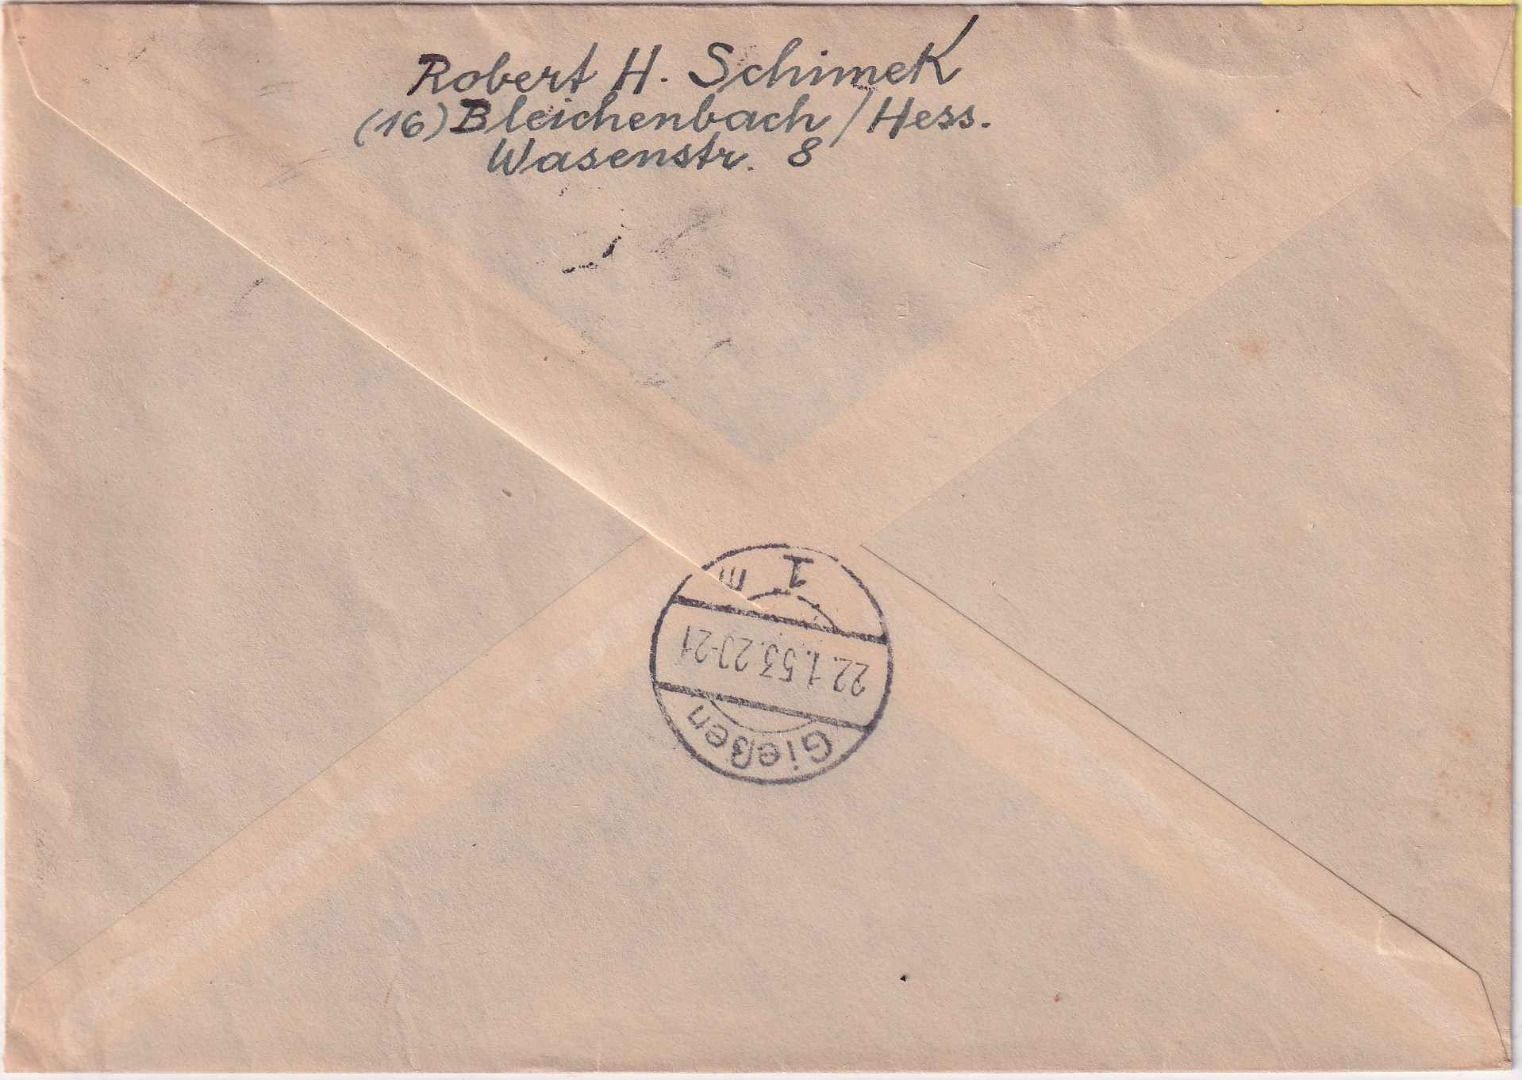 Robert H. Schimek
(16) Bleichenbach / Hess.
Wasenstr. 8
Gießen
22.1.53.20-21
1 m